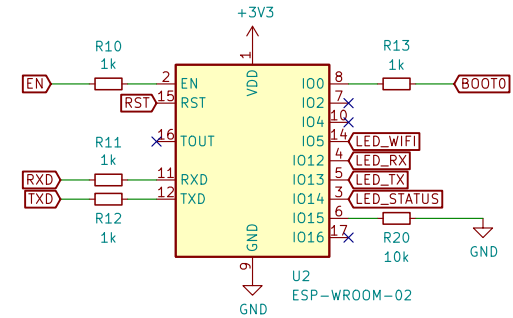 +3V3
R10
1k
EN
2
EN
1
VDD
RST
15
RST
16
TOUT
R11
1k
RXD
11
RXD
TXD
12
TXD
R12
1k
IO0
8
R13
1k
BOOT0
IO2
7
IO4
10
IO5
14
LED_WIFI
IO12
4
LED_RX
IO13
5
LED_TX
IO14
3
LED_STATUS
IO15
6
R20
10k
GND
IO16
17
GND
9
GND
U2
ESP-WROOM-02